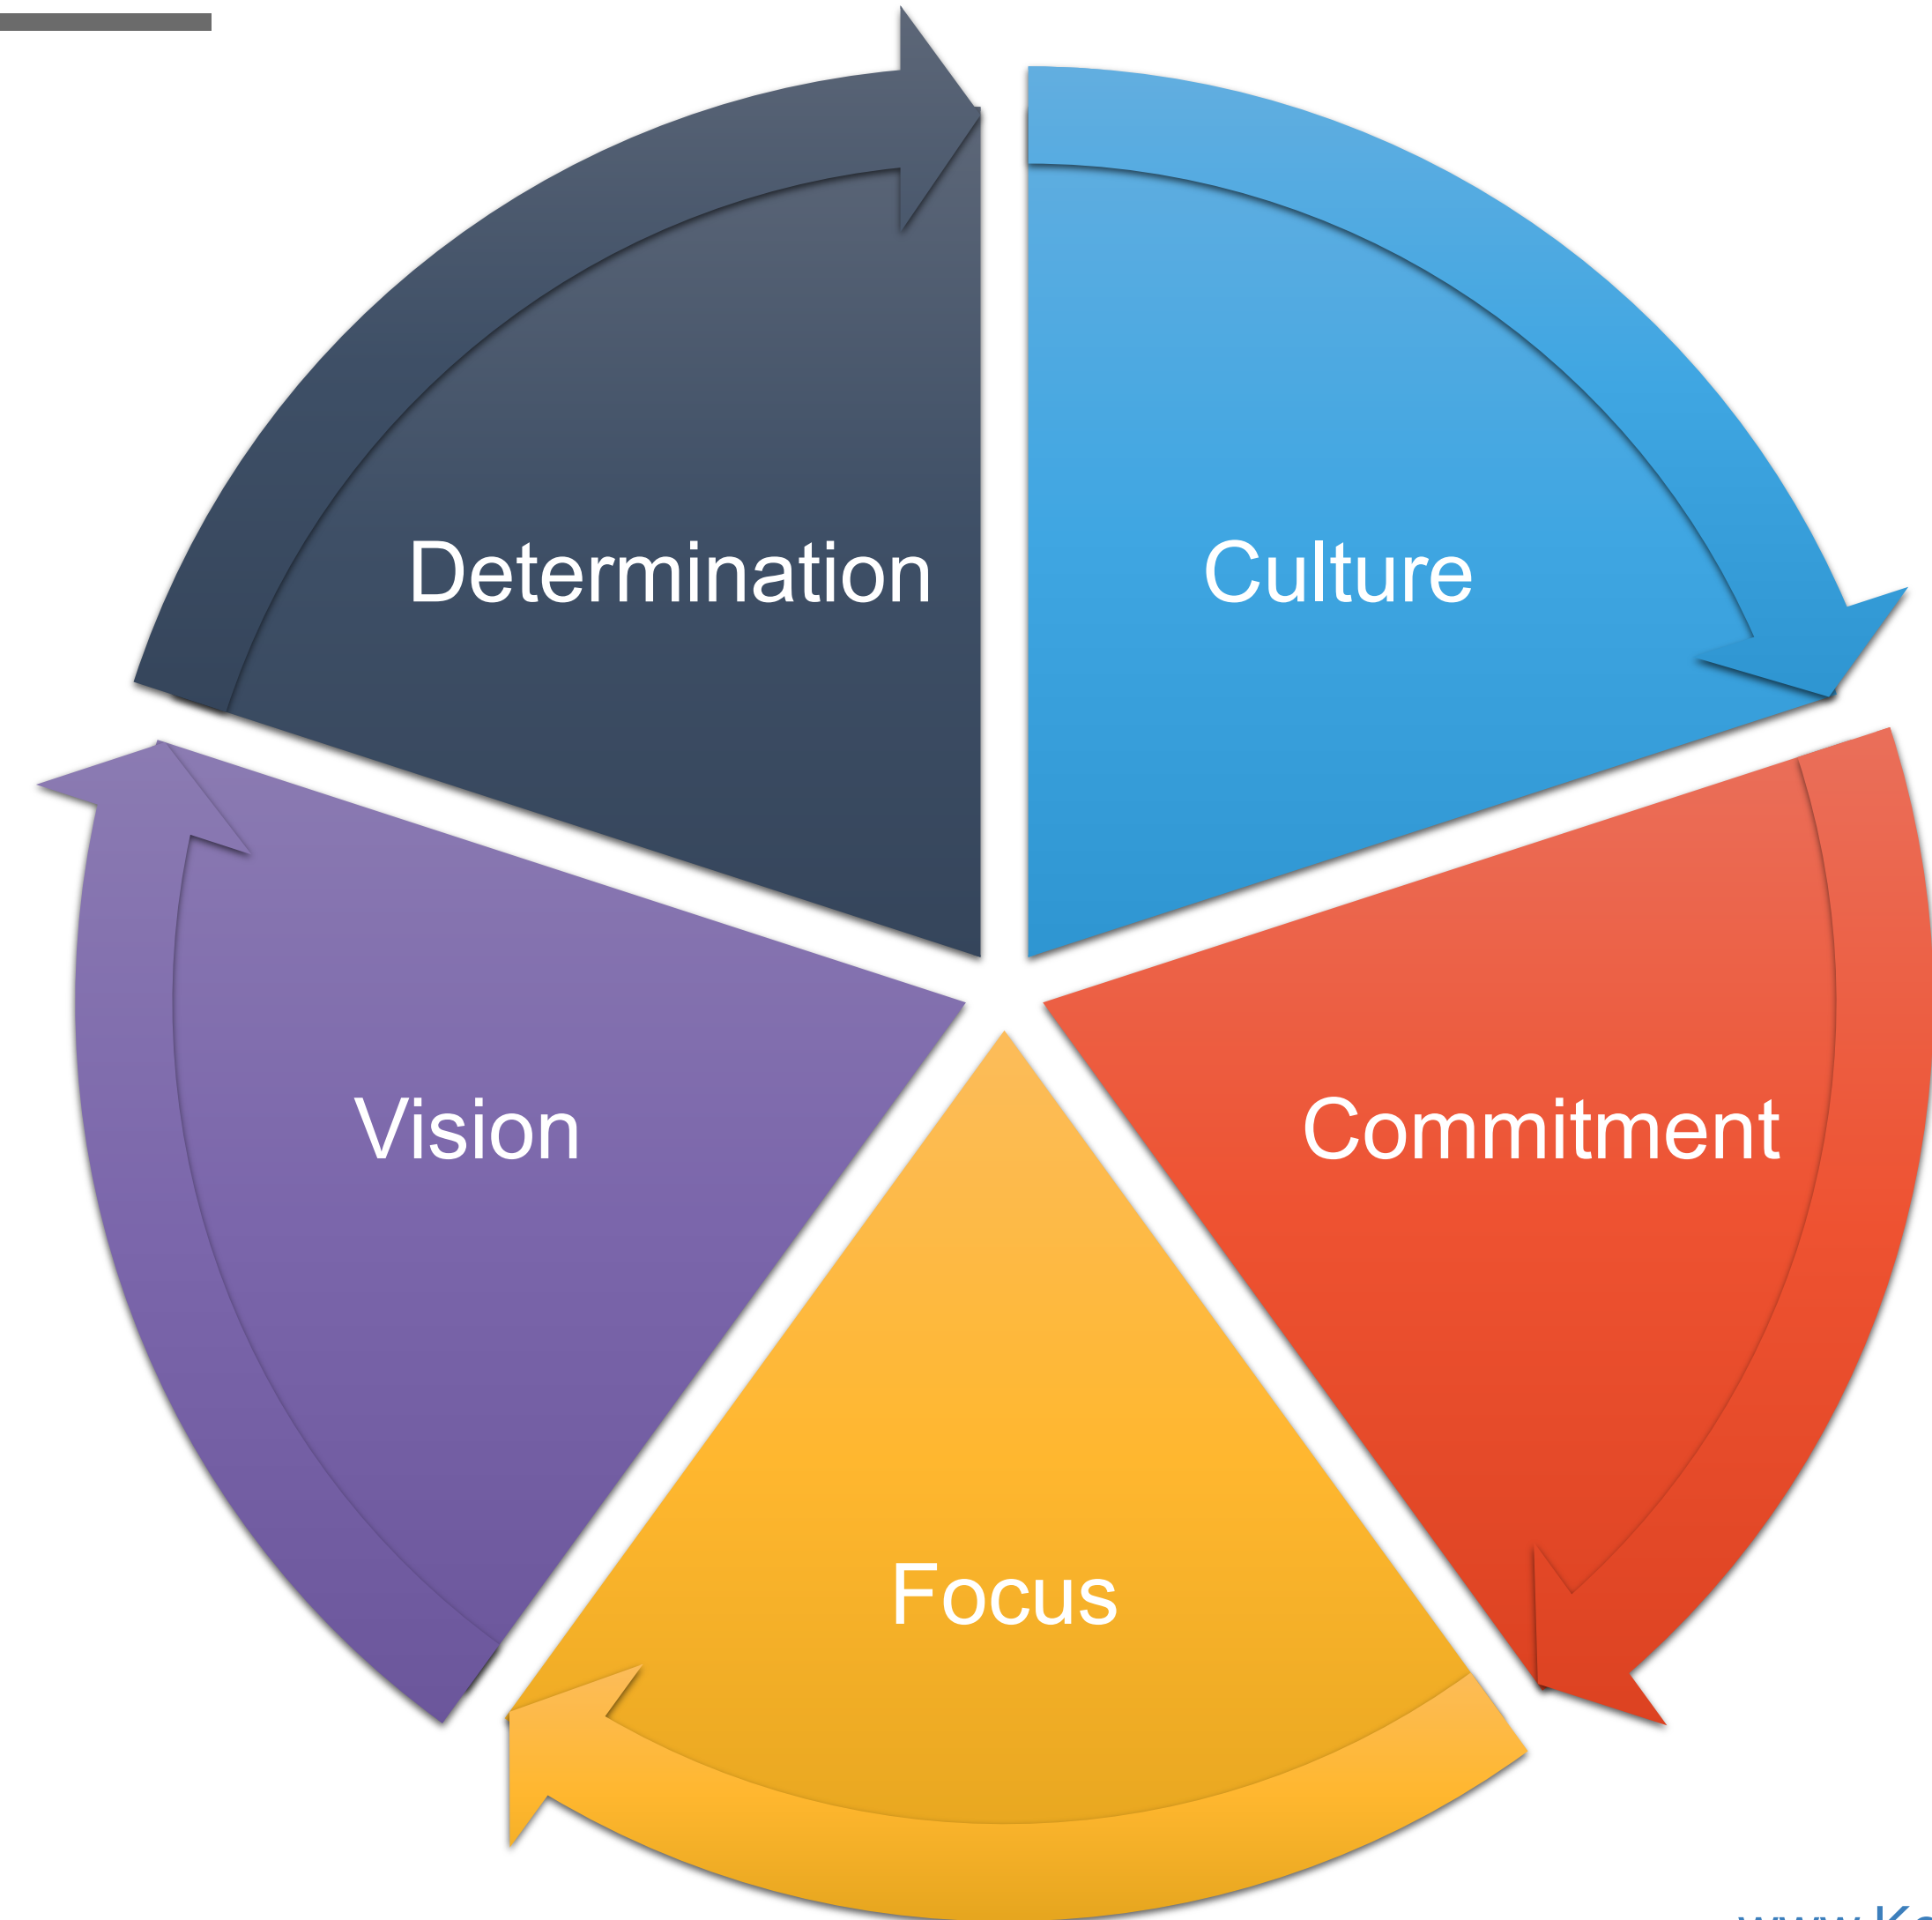 Determination
Culture
Vision
Commitment
Focus